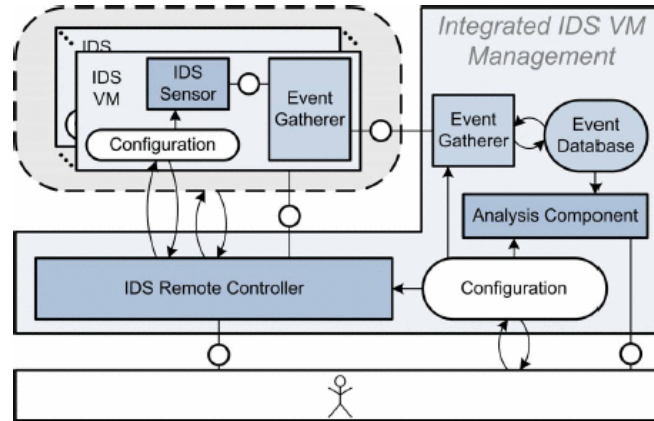 Integrated IDS VM
Management
IDS
IDS
VM
IDS
Sensor
Event
Gatherer
Configuration
Event
Gatherer
Event
Database
Analysis Component
IDS Remote Controller
Configuration